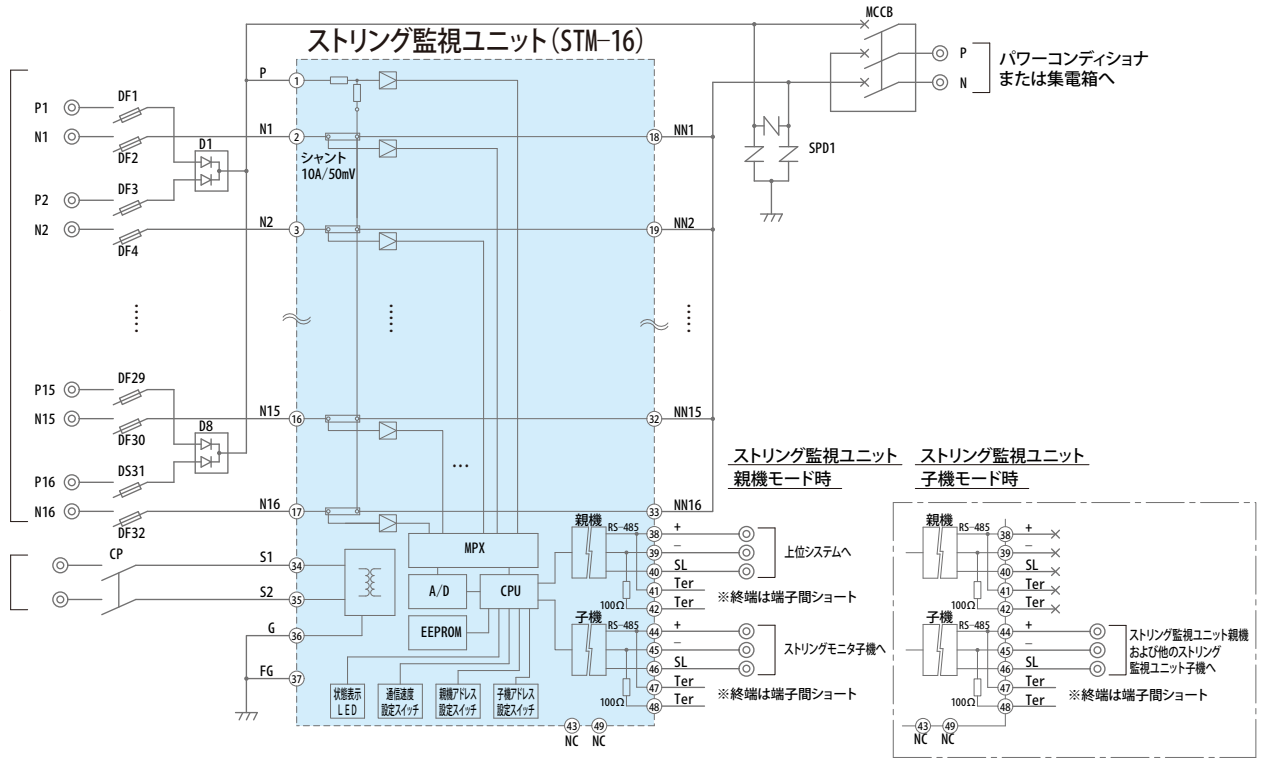 MCCB
ストリング監視ユニット（STM−16）
P
N
パワーコンディショナ
または集電箱へ
SPD1
P1
DF1
N1
DF2
D1
P2
DF3
N2
DF4
P
1
N1
2
18
NN1
シャント
10A/50mV
N2
3
19
NN2
P15
DF29
N15
DF30
D8
P16
DS31
N16
DF32
N15
16
32
NN15
N16
17
33
NN16
CP
S1
34
S2
35
G
36
FG
37
MPX
A/D
CPU
EEPROM
状態表示
LED
通信速度
設定スイッチ
親機アドレス
設定スイッチ
子機アドレス
設定スイッチ
ストリング監視ユニット
親機モード時
親機
RS−485
38
+
39
−
40
SL
上位システムへ
41
Ter
100Ω
42
Ter
※終端は端子間ショート
子機
RS−485
44
+
45
−
46
SL
ストリングモニタ子機へ
47
Ter
100Ω
48
Ter
※終端は端子間ショート
43
49
NC
NC
ストリング監視ユニット
子機モード時
親機
RS−485
38
+
39
−
40
SL
41
Ter
100Ω
42
Ter
子機
RS−485
44
+
45
−
46
SL
ストリング監視ユニット親機
および他のストリング
監視ユニット子機へ
47
Ter
100Ω
48
Ter
※終端は端子間ショート
43
49
NC
NC